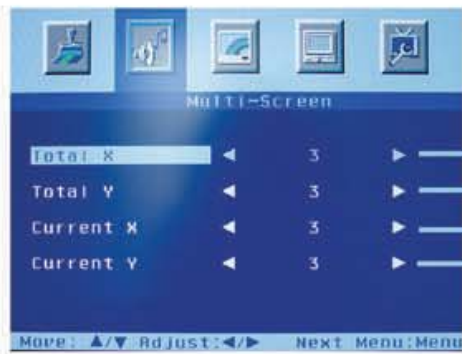 Multi-Screen
Total X ◀ 3 ▶
Total Y ◀ 3 ▶
Current X ◀ 3 ▶
Current Y ◀ 3 ▶
Move: ▲/▼ Adjust:◀/▶ Next Menu:Menu